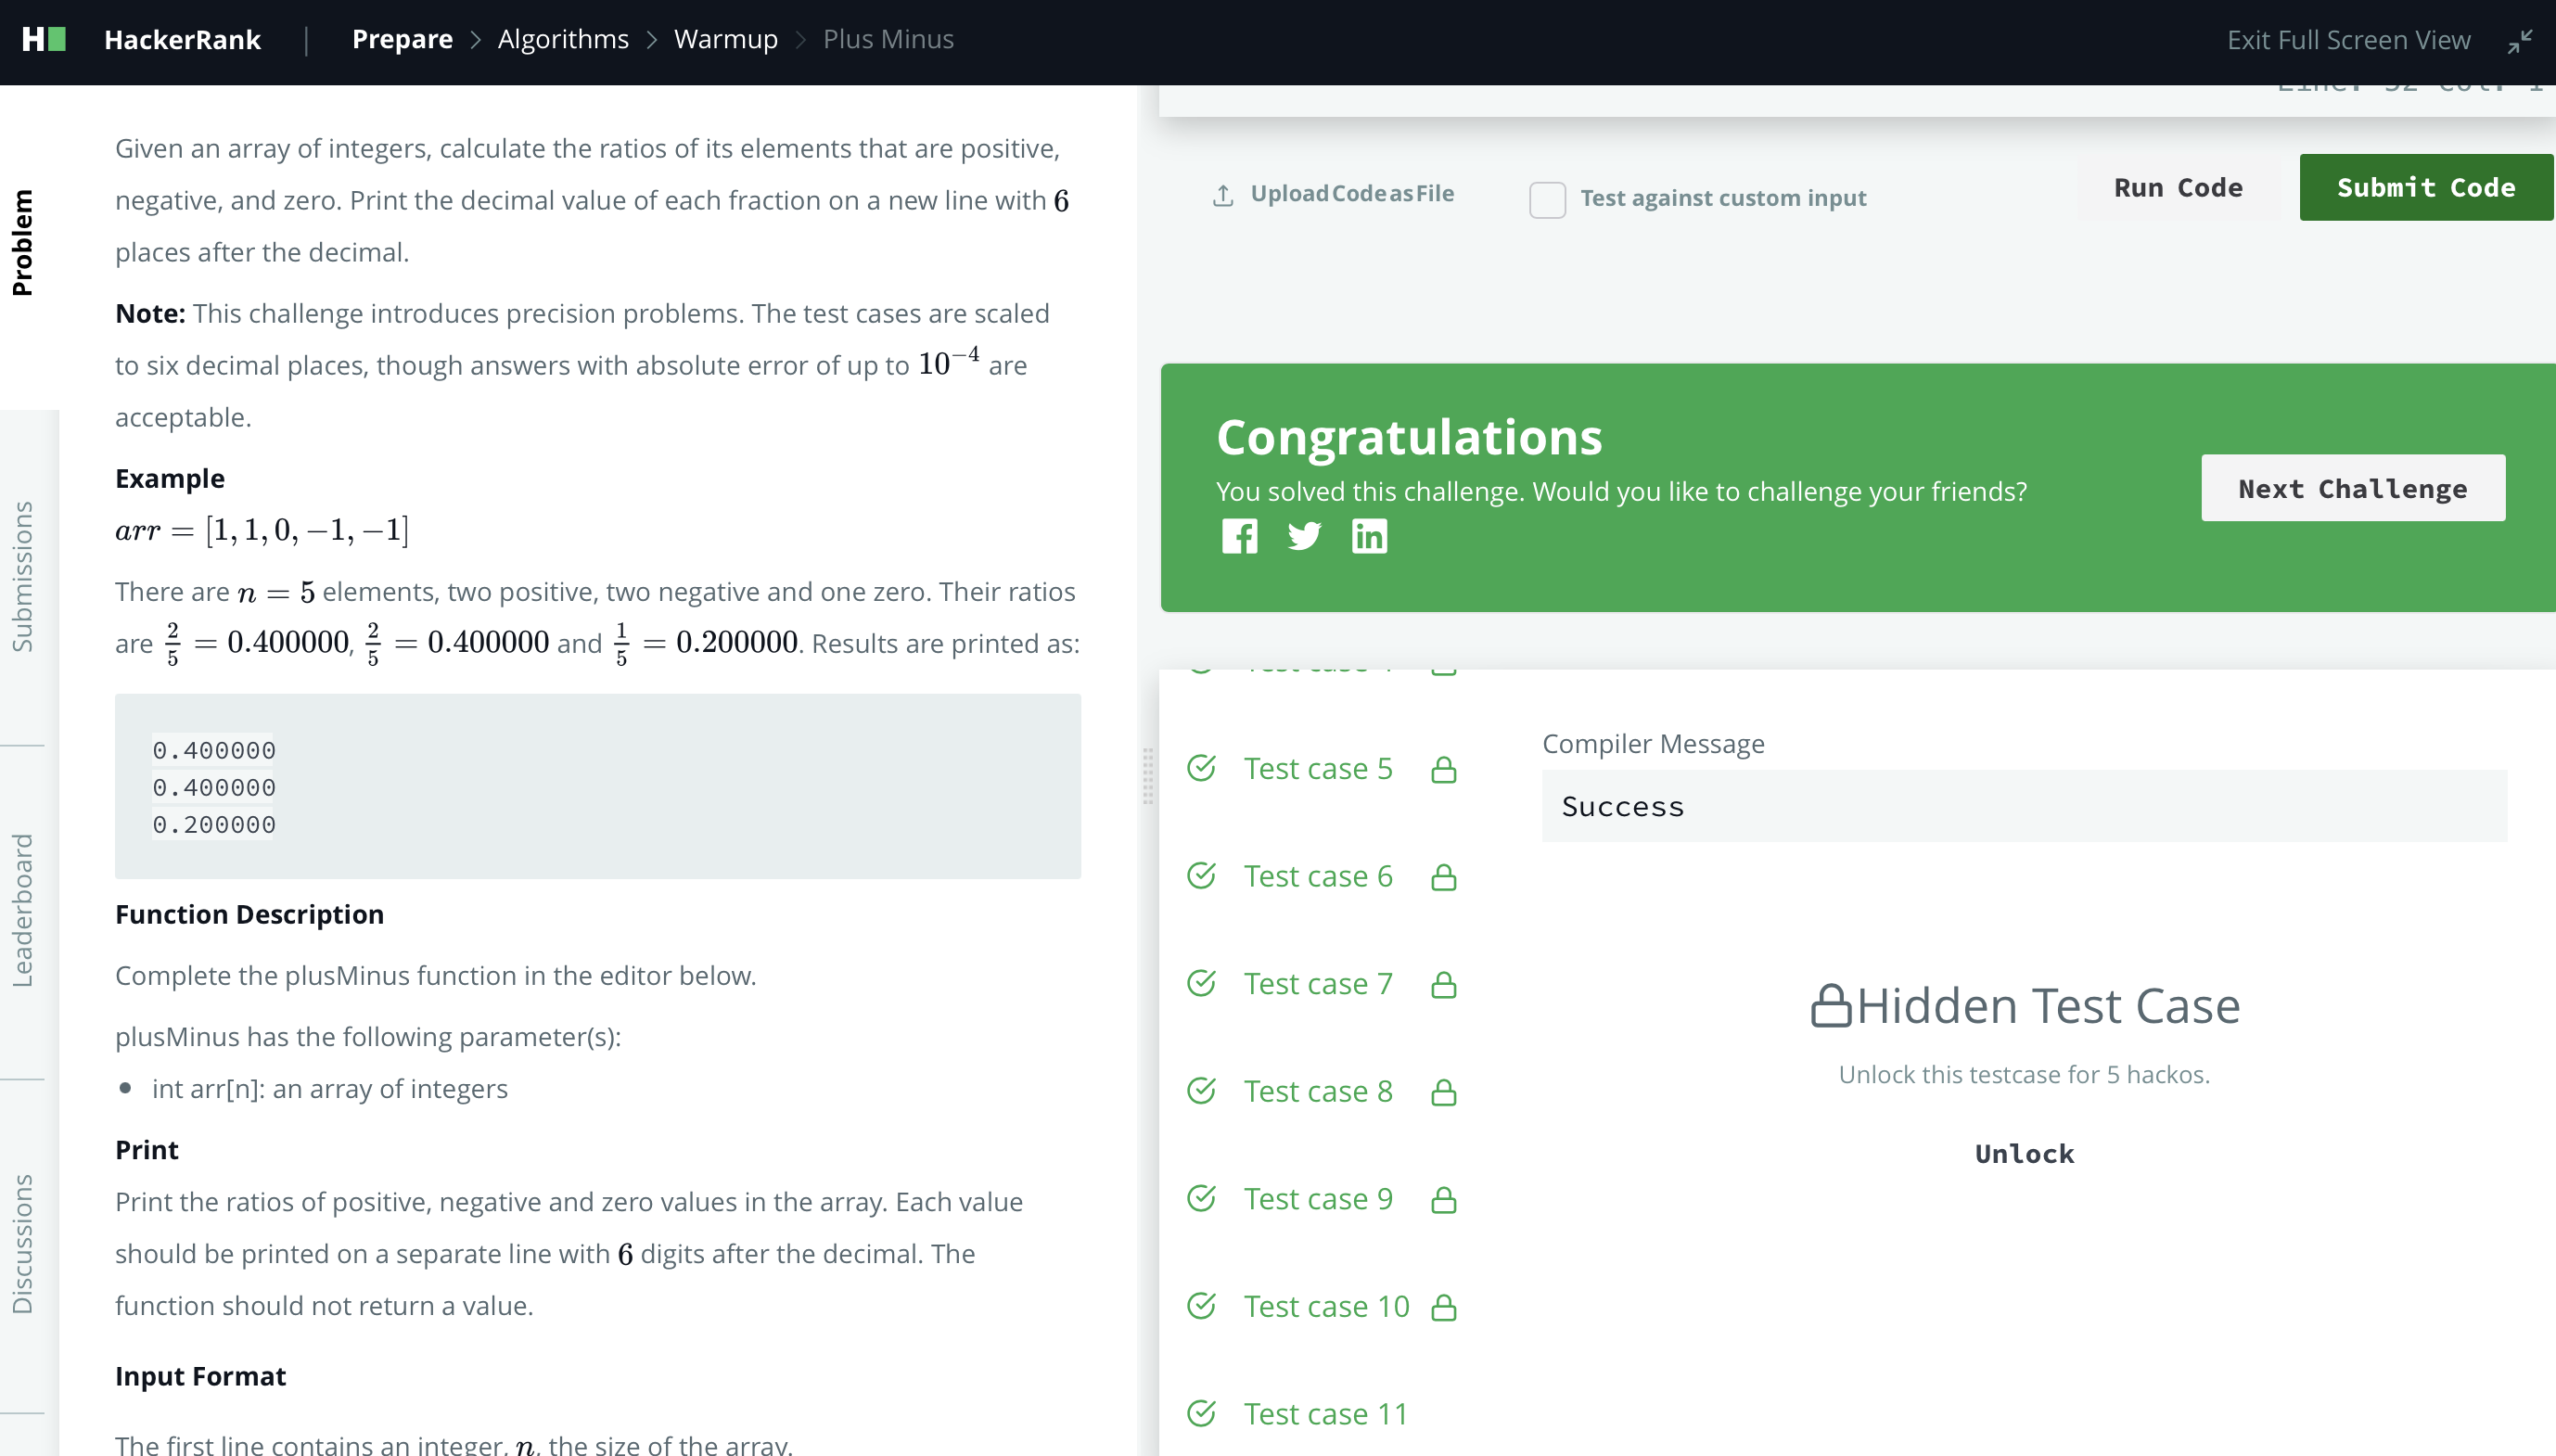 H
HackerRank | Prepare > Algorithms > Warmup > Plus Minus
Exit Full Screen View
Problem
Submissions
Leaderboard
Discussions
Given an array of integers, calculate the ratios of its elements that are positive,
negative, and zero. Print the decimal value of each fraction on a new line with 6
places after the decimal.
Note: This challenge introduces precision problems. The test cases are scaled
to six decimal places, though answers with absolute error of up to 10⁻⁴ are
acceptable.
Example
arr = [1, 1, 0, −1, −1]
There are n = 5 elements, two positive, two negative and one zero. Their ratios
are 2/5 = 0.400000, 2/5 = 0.400000 and 1/5 = 0.200000. Results are printed as:
0.400000
0.400000
0.200000
Function Description
Complete the plusMinus function in the editor below.
plusMinus has the following parameter(s):
• int arr[n]: an array of integers
Print
Print the ratios of positive, negative and zero values in the array. Each value
should be printed on a separate line with 6 digits after the decimal. The
function should not return a value.
Input Format
The first line contains an integer, n, the size of the array.
Upload Code as File
Test against custom input
Run Code
Submit Code
Congratulations
You solved this challenge. Would you like to challenge your friends?
Next Challenge
Test case 5
Test case 6
Test case 7
Test case 8
Test case 9
Test case 10
Test case 11
Compiler Message
Success
Hidden Test Case
Unlock this testcase for 5 hackos.
Unlock